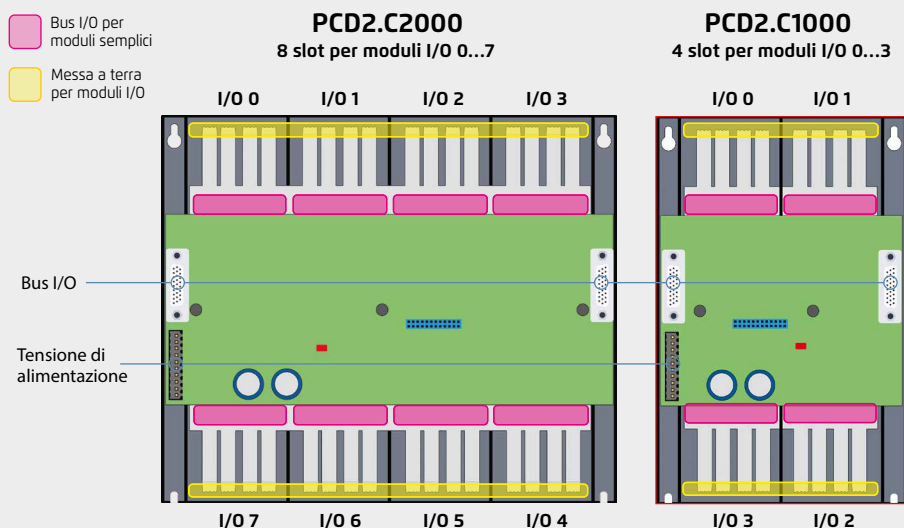 Bus I/O per
moduli semplici
Messa a terra
per moduli I/O
PCD2.C2000
8 slot per moduli I/O 0...7
PCD2.C1000
4 slot per moduli I/O 0...3
I/O 0 I/O 1 I/O 2 I/O 3
I/O 0 I/O 1
Bus I/O
Tensione di
alimentazione
I/O 7 I/O 6 I/O 5 I/O 4
I/O 3 I/O 2